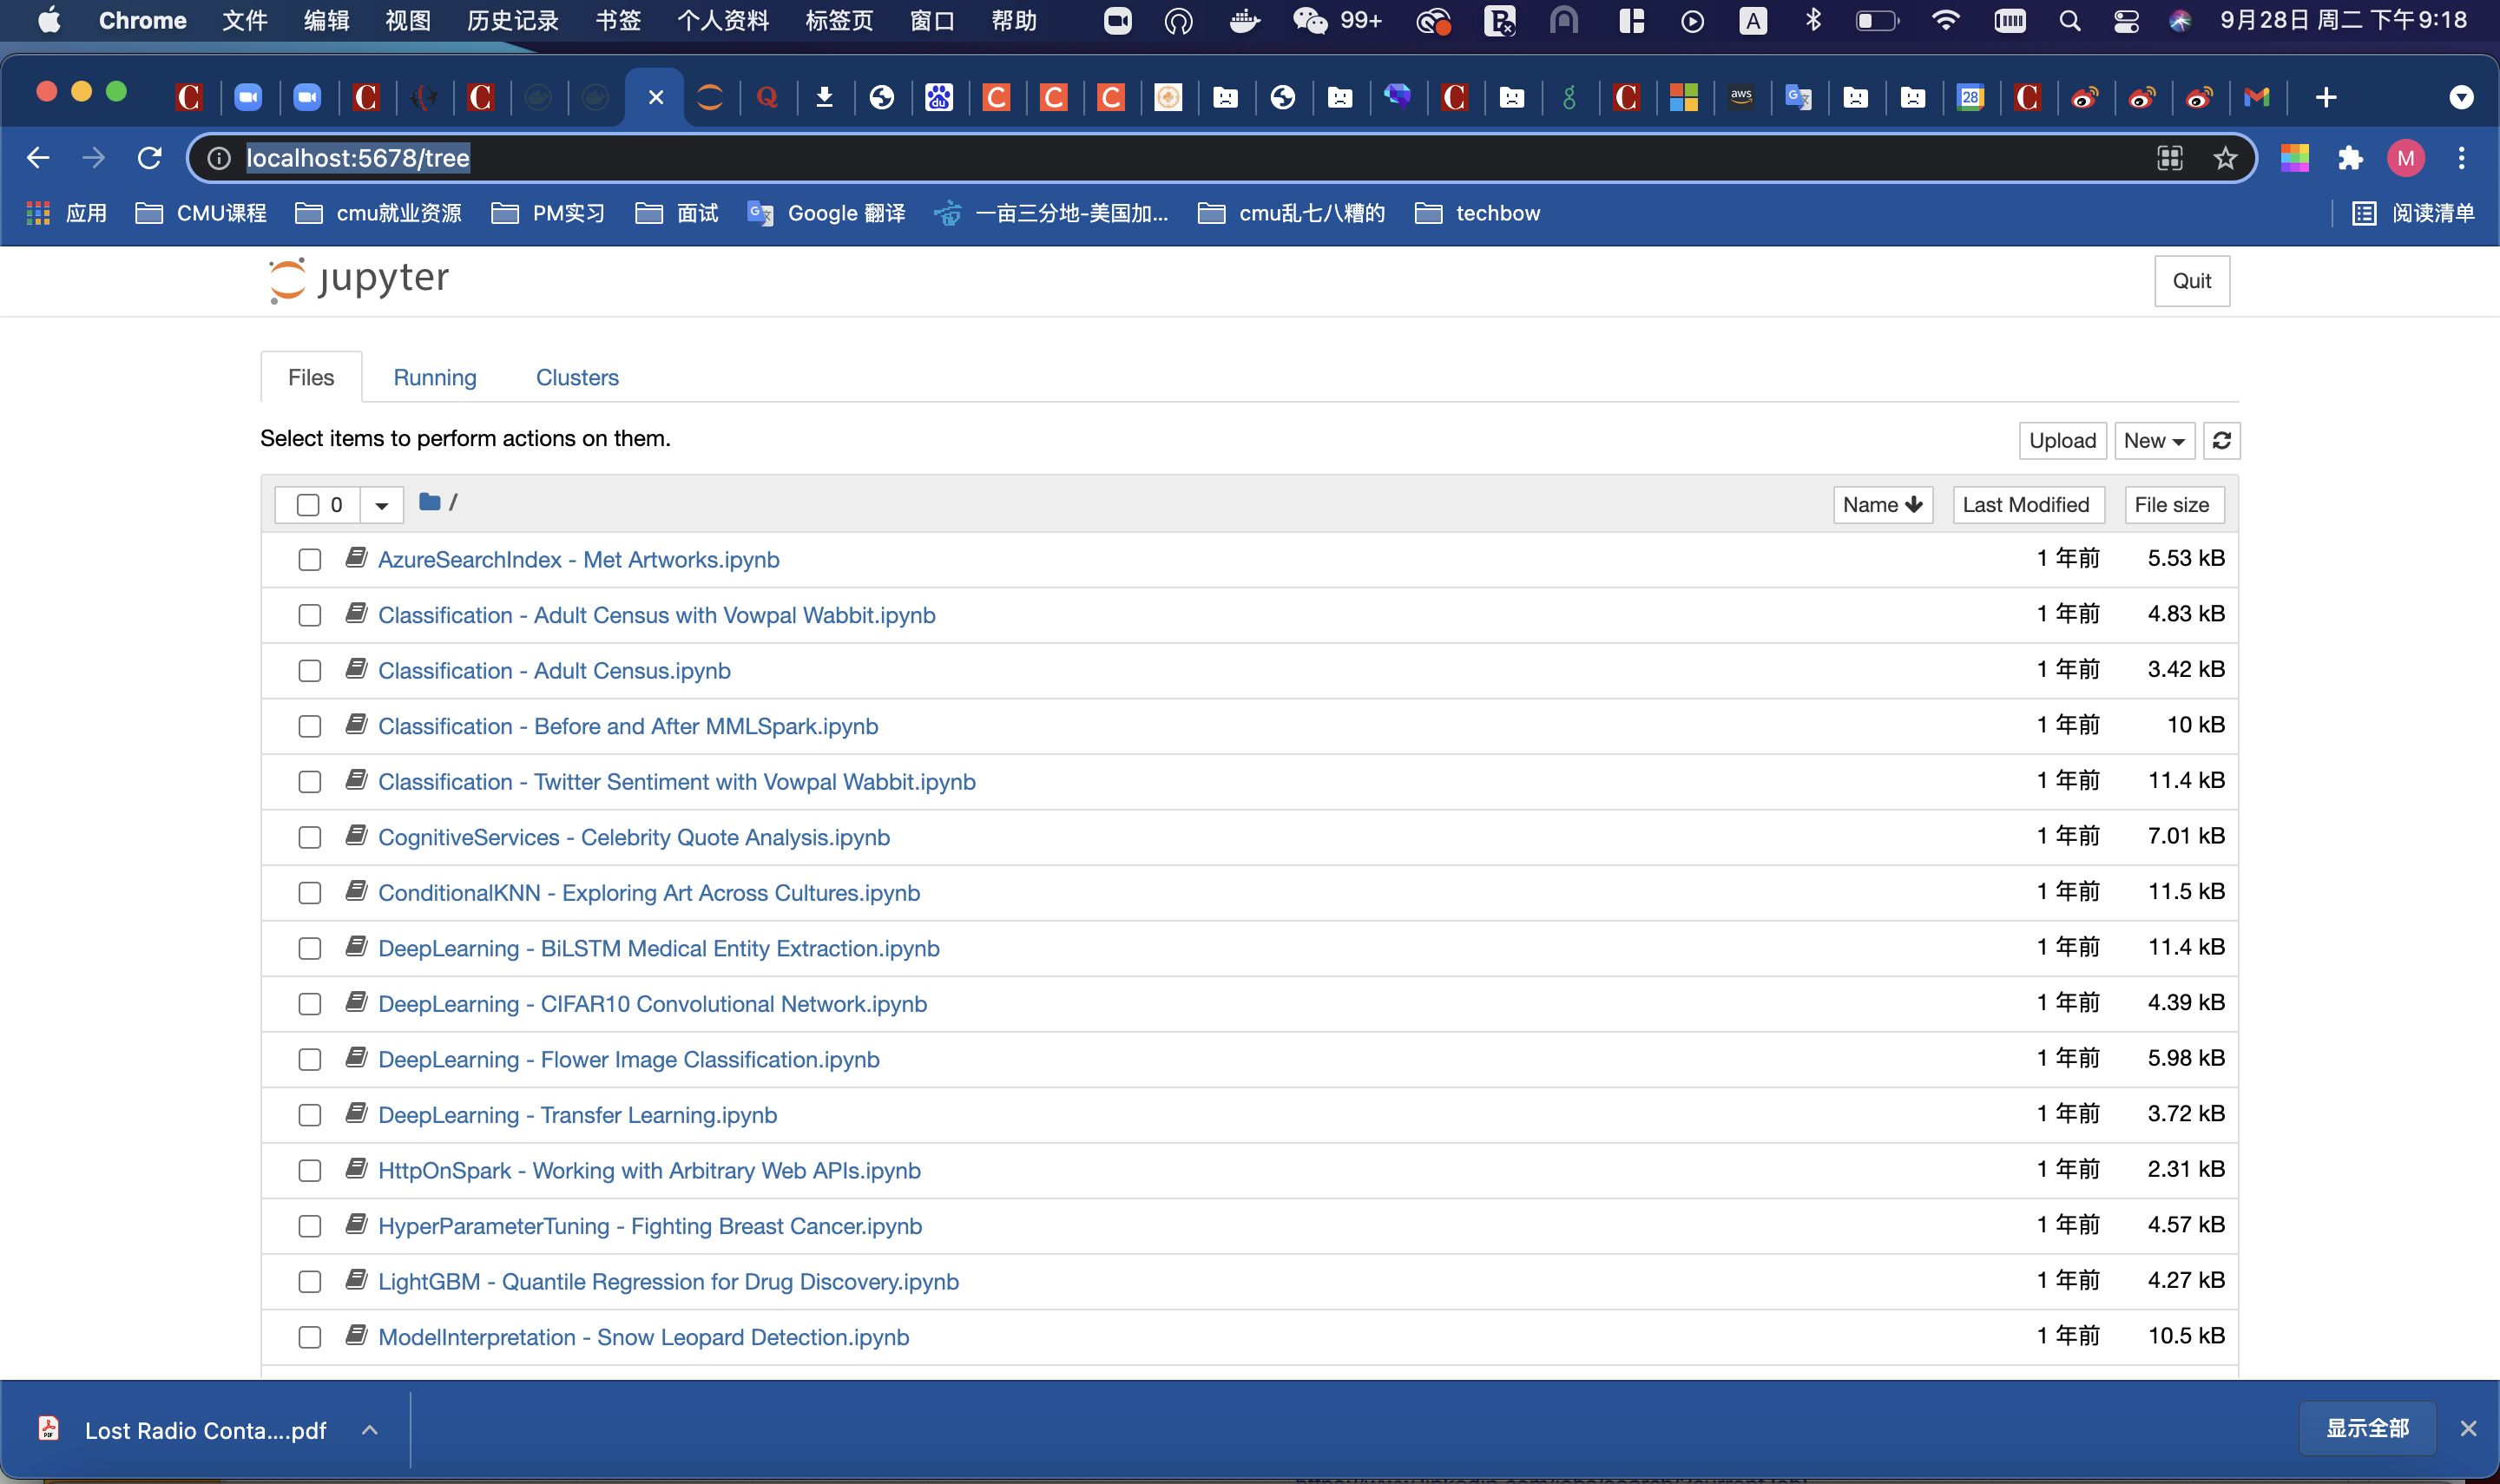 Chrome 文件 编辑 视图 历史记录 书签 个人资料 标签页 窗口 帮助 99+ A 9月28日 周二 下午9:18
localhost:5678/tree M
应用 CMU课程 cmu就业资源 PM实习 面试 Google 翻译 一亩三分地-美国加... cmu乱七八糟的 techbow 阅读清单
jupyter Quit
Files Running Clusters
Select items to perform actions on them. Upload New
0 / Name Last Modified File size
AzureSearchIndex - Met Artworks.ipynb 1 年前 5.53 kB
Classification - Adult Census with Vowpal Wabbit.ipynb 1 年前 4.83 kB
Classification - Adult Census.ipynb 1 年前 3.42 kB
Classification - Before and After MMLSpark.ipynb 1 年前 10 kB
Classification - Twitter Sentiment with Vowpal Wabbit.ipynb 1 年前 11.4 kB
CognitiveServices - Celebrity Quote Analysis.ipynb 1 年前 7.01 kB
ConditionalKNN - Exploring Art Across Cultures.ipynb 1 年前 11.5 kB
DeepLearning - BiLSTM Medical Entity Extraction.ipynb 1 年前 11.4 kB
DeepLearning - CIFAR10 Convolutional Network.ipynb 1 年前 4.39 kB
DeepLearning - Flower Image Classification.ipynb 1 年前 5.98 kB
DeepLearning - Transfer Learning.ipynb 1 年前 3.72 kB
HttpOnSpark - Working with Arbitrary Web APIs.ipynb 1 年前 2.31 kB
HyperParameterTuning - Fighting Breast Cancer.ipynb 1 年前 4.57 kB
LightGBM - Quantile Regression for Drug Discovery.ipynb 1 年前 4.27 kB
ModelInterpretation - Snow Leopard Detection.ipynb 1 年前 10.5 kB
Lost Radio Conta....pdf 显示全部